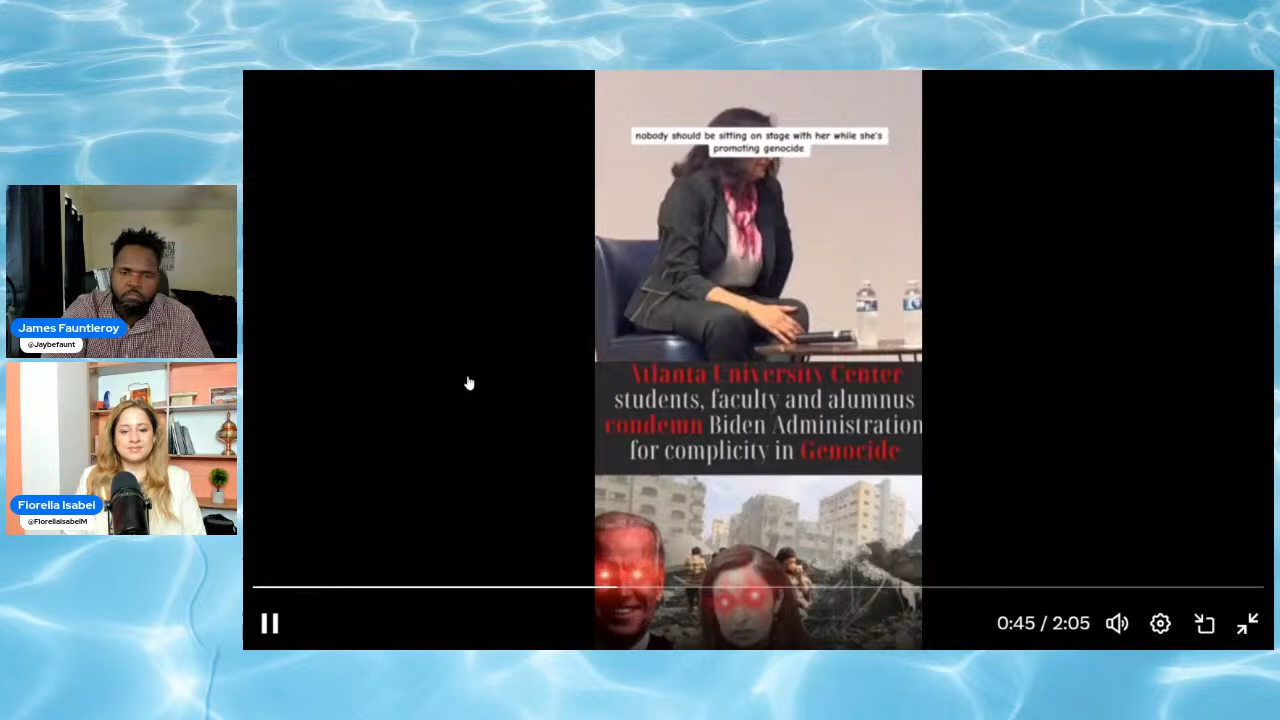 nobody should be sitting on stage with her while she's
promoting genocide
James Fauntleroy
@Jaybefaunt
Atlanta University Center
students, faculty and alumnus
condemn Biden Administration
for complicity in Genocide
Fiorella Isabel
@FiorellaIsabelM
0:45 / 2:05